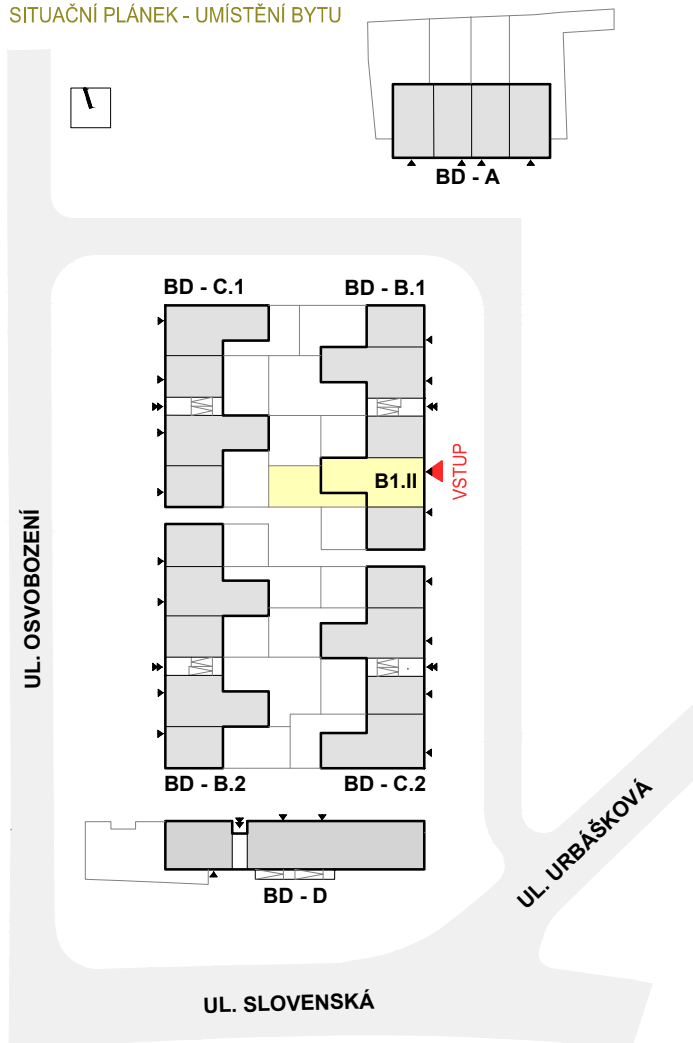 SITUAČNÍ PLÁNEK - UMÍSTĚNÍ BYTU
BD - A
BD - C.1
BD - B.1
B1.II
VSTUP
UL. OSVOBOZENÍ
BD - B.2
BD - C.2
UL. URBÁŠKOVÁ
BD - D
UL. SLOVENSKÁ